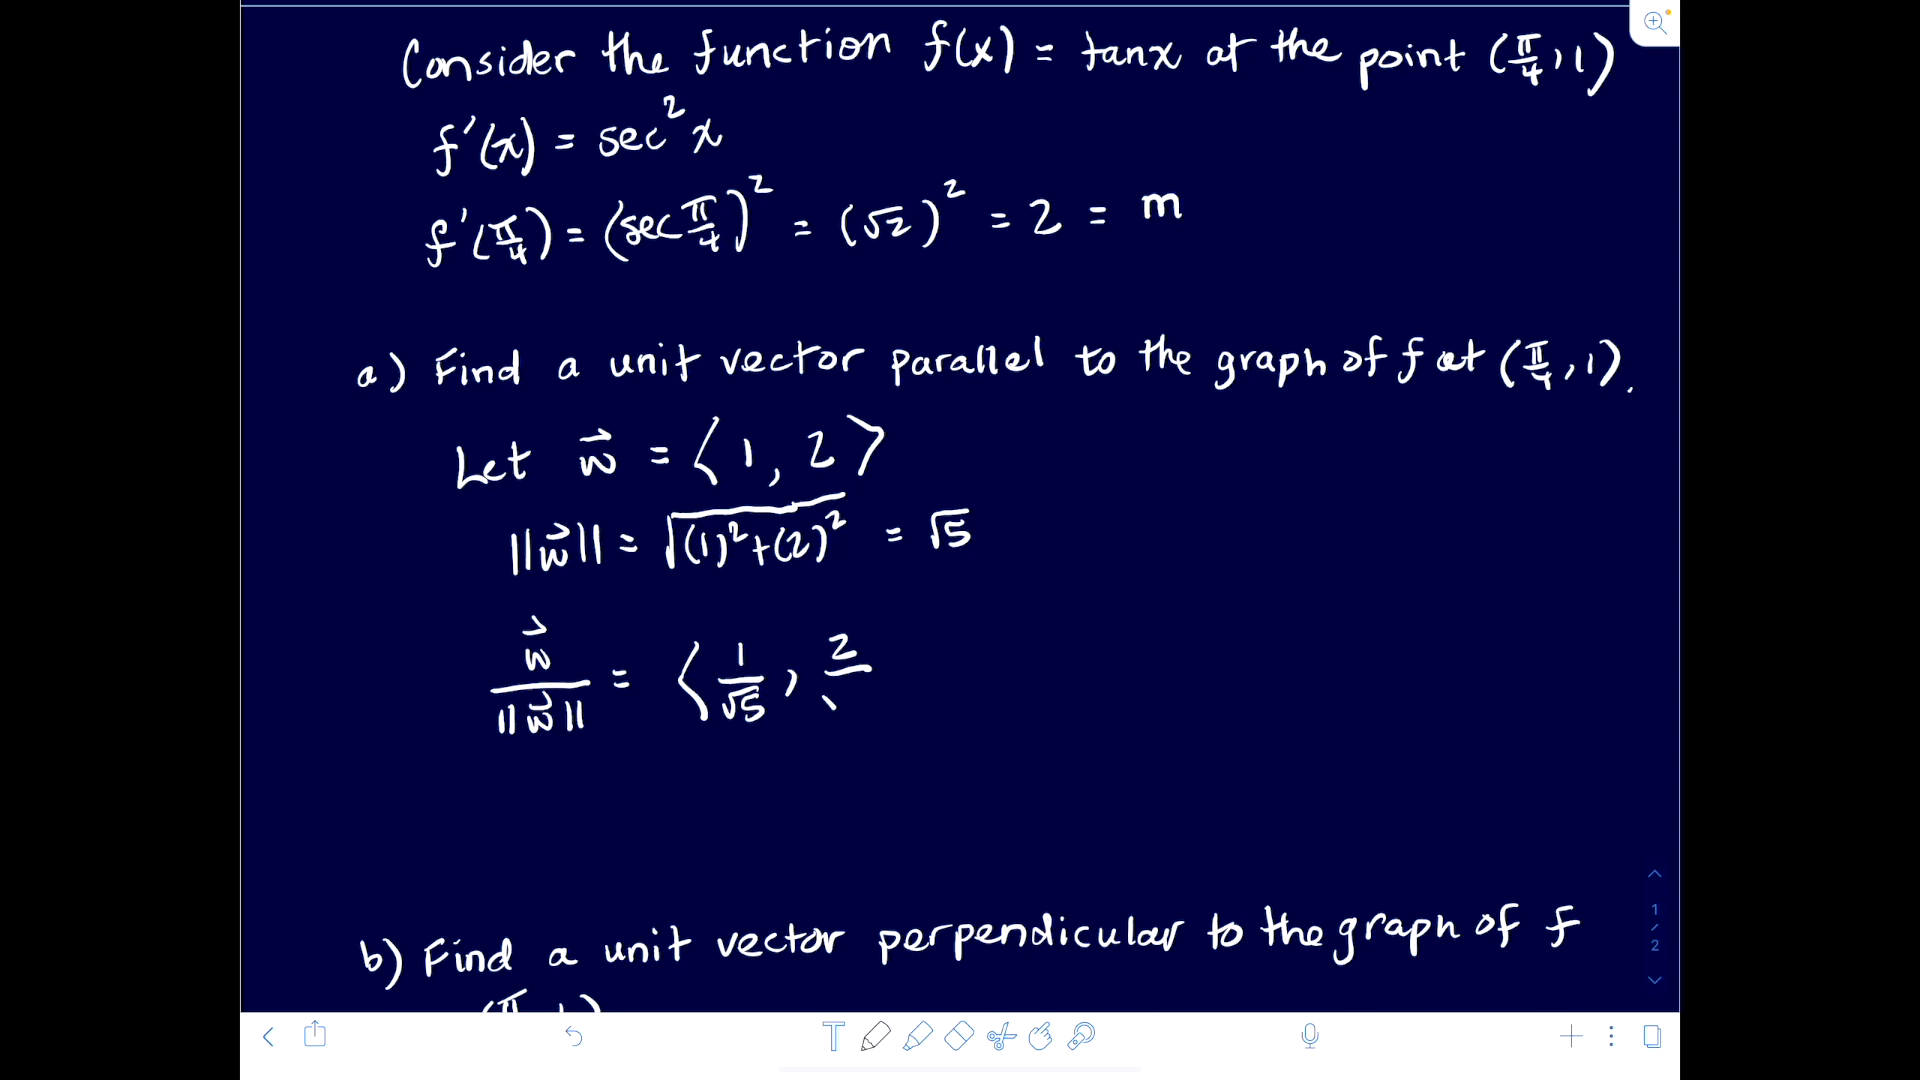 Consider the function f(x) = tanx at the point (π/4, 1)
f'(x) = sec²x
f'(π/4) = (sec π/4)² = (√2)² = 2 = m
a) Find a unit vector parallel to the graph of f at (π/4, 1).
Let w⃗ = ⟨1, 2⟩
||w⃗|| = √((1)²+(2)²) = √5
w⃗/||w⃗|| = ⟨1/√5, 2/
b) Find a unit vector perpendicular to the graph of f
(π
1/2
T